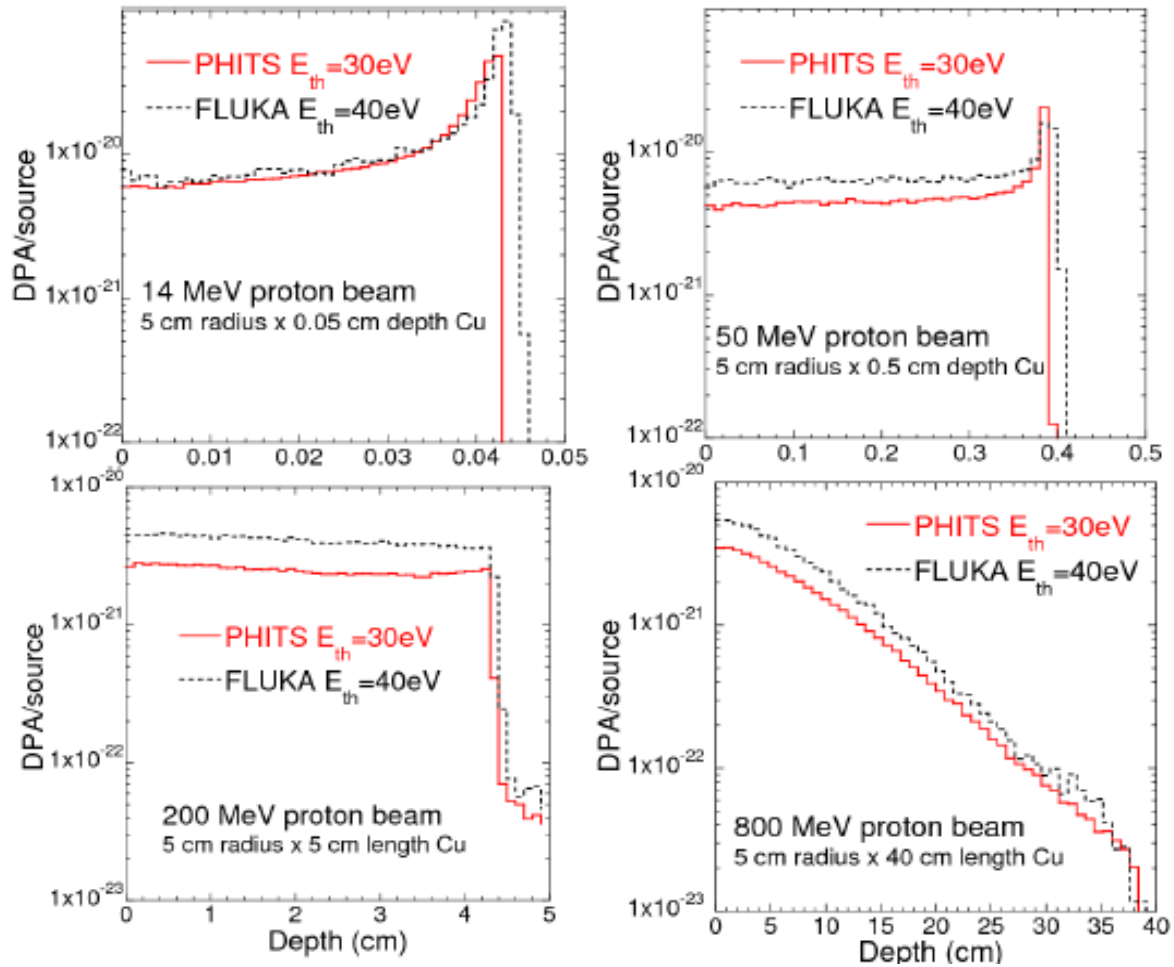 PHITS E_th=30eV
FLUKA E_th=40eV
DPA/source
1x10^-20
1x10^-21
1x10^-22
14 MeV proton beam
5 cm radius x 0.05 cm depth Cu
0 0.01 0.02 0.03 0.04 0.05
PHITS E_th=30eV
FLUKA E_th=40eV
DPA/source
1x10^-20
1x10^-21
1x10^-22
50 MeV proton beam
5 cm radius x 0.5 cm depth Cu
0 0.1 0.2 0.3 0.4 0.5
1x10^-20
DPA/source
1x10^-21
PHITS E_th=30eV
FLUKA E_th=40eV
1x10^-22
200 MeV proton beam
5 cm radius x 5 cm length Cu
1x10^-23
0 1 2 3 4 5
Depth (cm)
1x10^-20
PHITS E_th=30eV
FLUKA E_th=40eV
DPA/source
1x10^-21
1x10^-22
800 MeV proton beam
5 cm radius x 40 cm length Cu
1x10^-23
0 5 10 15 20 25 30 35 40
Depth (cm)